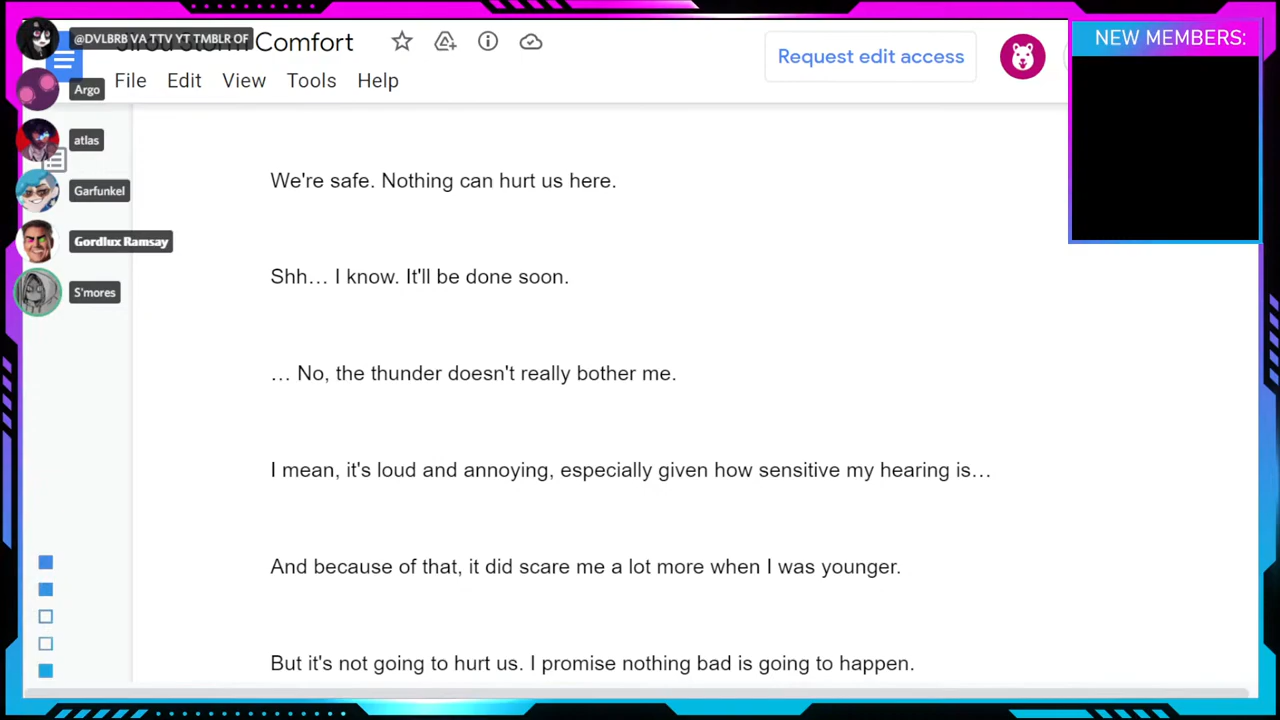 @DVLBRB VA TTV YT TMBLR OF
Comfort
Request edit access
NEW MEMBERS:
File Edit View Tools Help
Argo
atlas
Garfunkel
Gordlux Ramsay
S'mores
We're safe. Nothing can hurt us here.
Shh… I know. It'll be done soon.
… No, the thunder doesn't really bother me.
I mean, it's loud and annoying, especially given how sensitive my hearing is…
And because of that, it did scare me a lot more when I was younger.
But it's not going to hurt us. I promise nothing bad is going to happen.